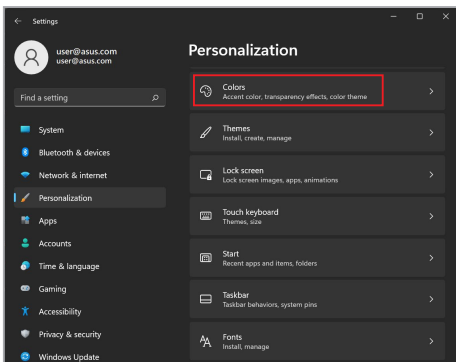 Settings
user@asus.com
user@asus.com
Find a setting
System
Bluetooth & devices
Network & internet
Personalization
Apps
Accounts
Time & language
Gaming
Accessibility
Privacy & security
Windows Update
Personalization
Colors
Accent color, transparency effects, color theme
Themes
Install, create, manage
Lock screen
Lock screen images, apps, animations
Touch keyboard
Themes, size
Start
Recent apps and items, folders
Taskbar
Taskbar behaviors, system pins
Fonts
Install, manage